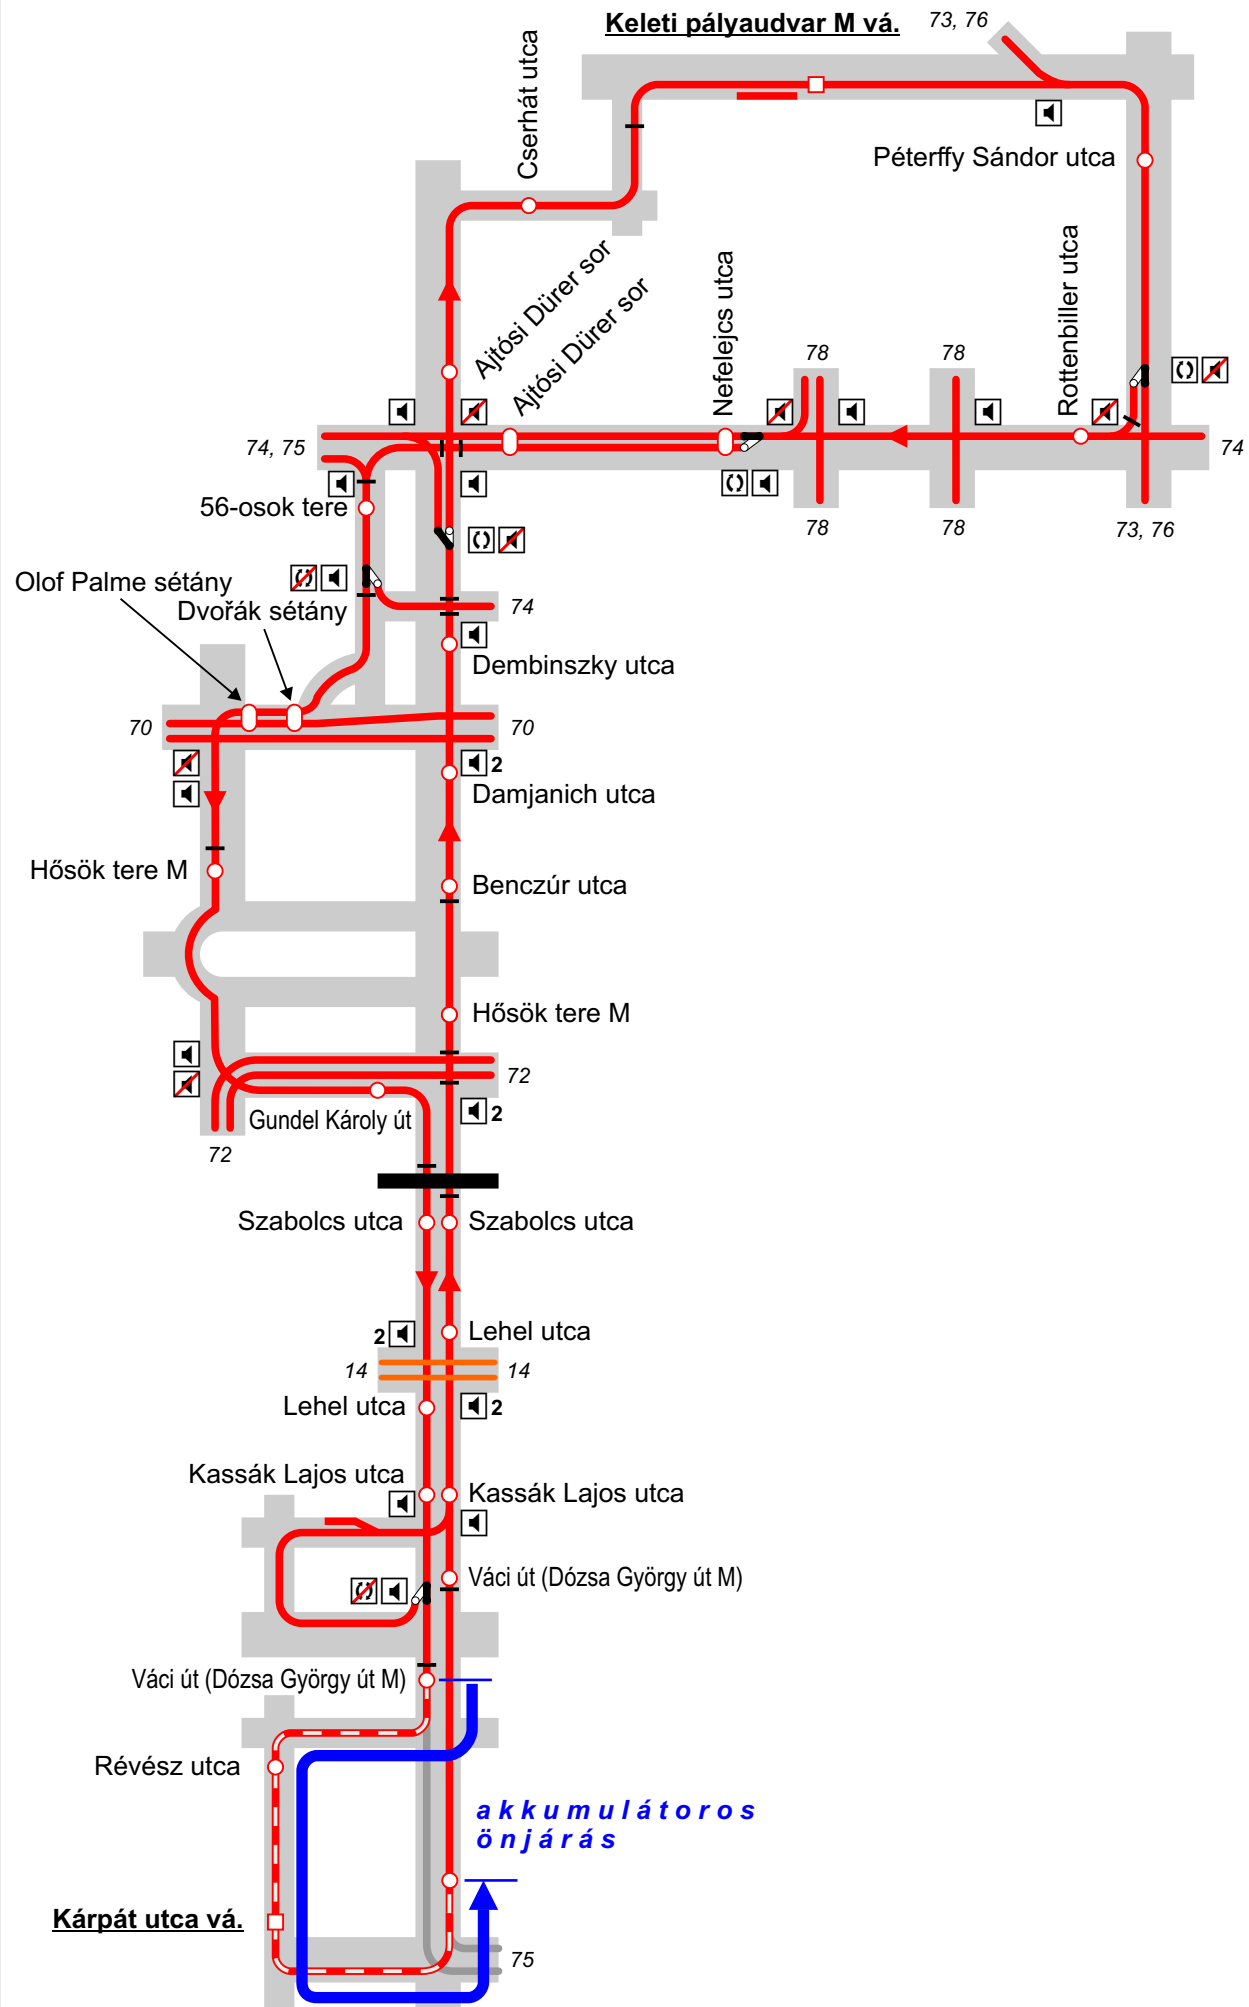 Keleti pályaudvar M vá.
73, 76
Cserhát utca
Péterffy Sándor utca
Ajtósi Dürer sor
Ajtósi Dürer sor
Nefelejcs utca
Rottenbiller utca
78
78
74, 75
74
56-osok tere
78
78
73, 76
Olof Palme sétány
Dvořák sétány
74
Dembinszky utca
70
70
2
Damjanich utca
Hősök tere M
Benczúr utca
Hősök tere M
72
Gundel Károly út
2
72
Szabolcs utca
Szabolcs utca
2
Lehel utca
14
14
Lehel utca
2
Kassák Lajos utca
Kassák Lajos utca
Váci út (Dózsa György út M)
Váci út (Dózsa György út M)
Révész utca
akkumulátoros
önjárás
Kárpát utca vá.
75